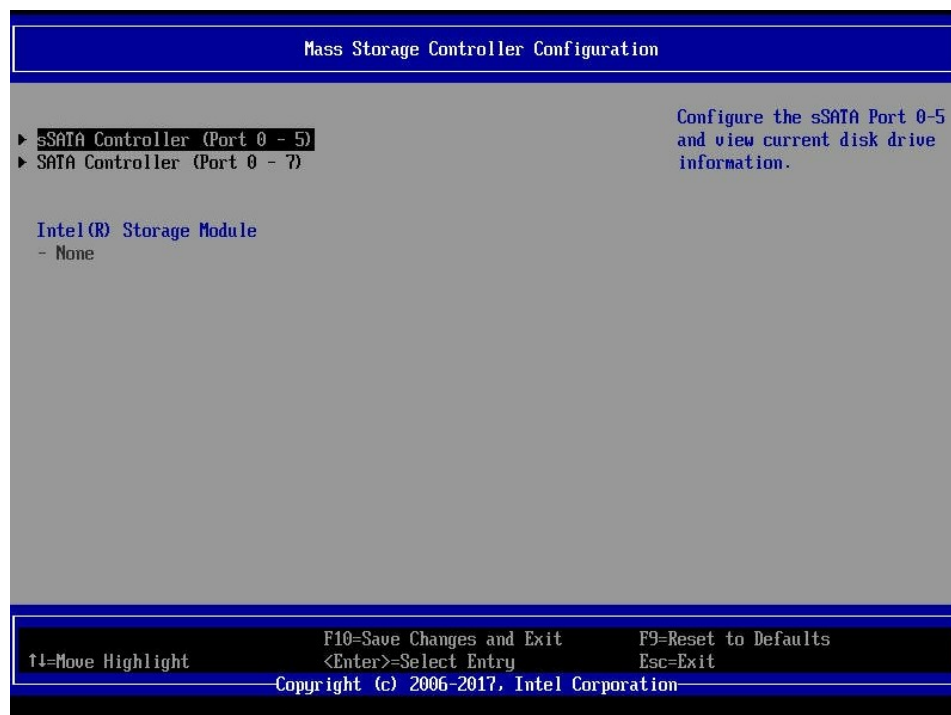 Mass Storage Controller Configuration
▶ sSATA Controller (Port 0 - 5)
▶ SATA Controller (Port 0 - 7)
Configure the sSATA Port 0-5
and view current disk drive
information.
Intel(R) Storage Module
- None
F10=Save Changes and Exit F9=Reset to Defaults
↑↓=Move Highlight <Enter>=Select Entry Esc=Exit
Copyright (c) 2006-2017, Intel Corporation